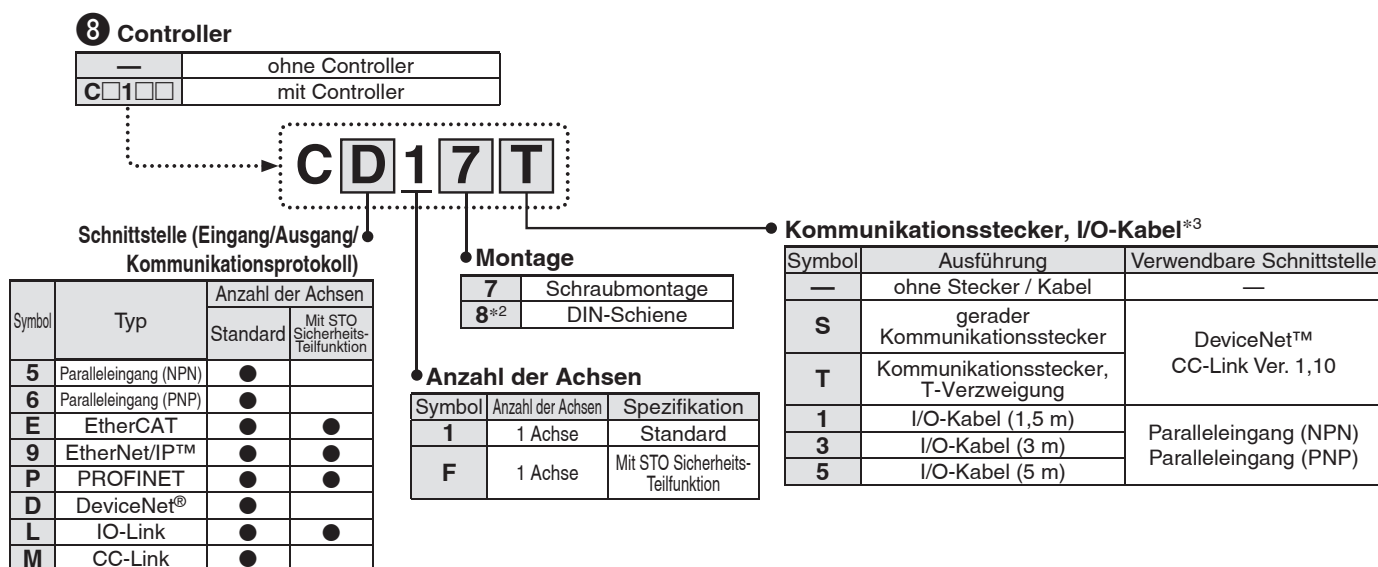 8 Controller
— ohne Controller
C□1□□ mit Controller
C D 1 7 T
Schnittstelle (Eingang/Ausgang/
Kommunikationsprotokoll)
Symbol Typ Anzahl der Achsen
Standard Mit STO
Sicherheits-
Teilfunktion
5 Paralleleingang (NPN) ●
6 Paralleleingang (PNP) ●
E EtherCAT ● ●
9 EtherNet/IP™ ● ●
P PROFINET ● ●
D DeviceNet® ●
L IO-Link ● ●
M CC-Link ●
Montage
7 Schraubmontage
8*2 DIN-Schiene
Anzahl der Achsen
Symbol Anzahl der Achsen Spezifikation
1 1 Achse Standard
F 1 Achse Mit STO Sicherheits-
Teilfunktion
Kommunikationsstecker, I/O-Kabel*3
Symbol Ausführung Verwendbare Schnittstelle
— ohne Stecker / Kabel —
S gerader
Kommunikationsstecker
T Kommunikationsstecker,
T-Verzweigung
DeviceNet™
CC-Link Ver. 1,10
1 I/O-Kabel (1,5 m)
3 I/O-Kabel (3 m)
5 I/O-Kabel (5 m)
Paralleleingang (NPN)
Paralleleingang (PNP)